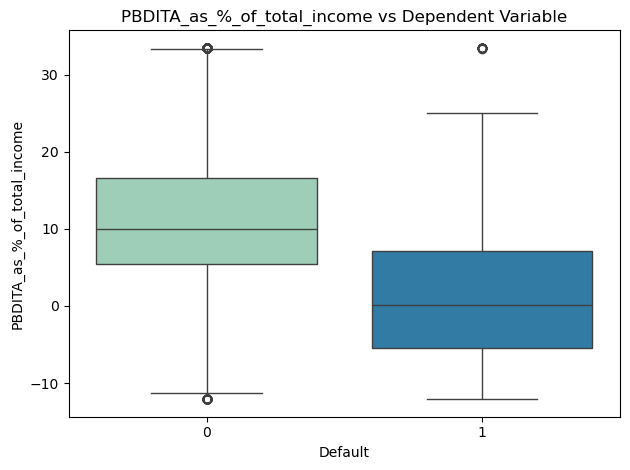 PBDITA_as_%_of_total_income vs Dependent Variable
PBDITA_as_%_of_total_income
30
20
10
0
−10
0
1
Default